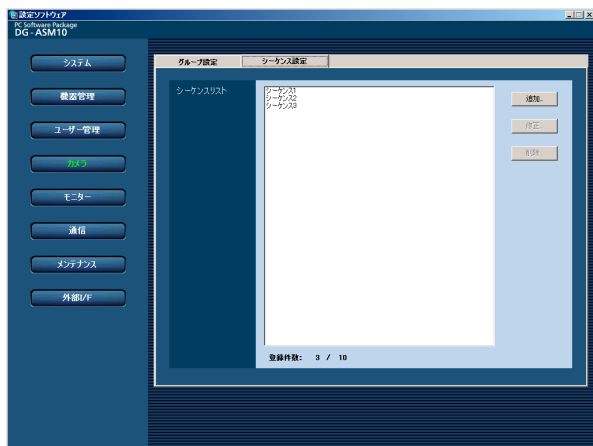 設定ソフトウェア
PC Software Package
DG-ASM10
システム
機器管理
ユーザー管理
カメラ
モニター
通信
メンテナンス
外部I/F
グループ設定
シーケンス設定
シーケンスリスト
シーケンス1
シーケンス2
シーケンス3
追加...
修正...
削除
登録件数: 3 / 10